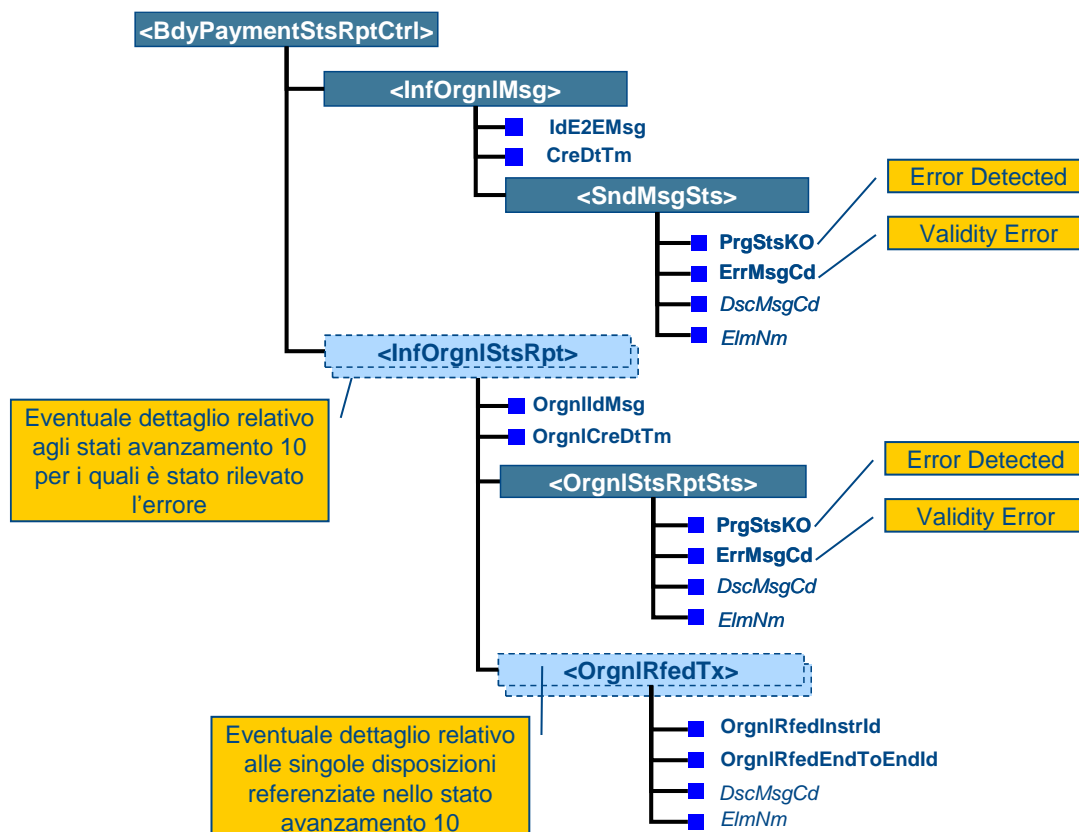 <BdyPaymentStsRptCtrl>
<InfOrgnlMsg>
IdE2EMsg
CreDtTm
<SndMsgSts>
Error Detected
Validity Error
PrgStsKO
ErrMsgCd
DscMsgCd
ElmNm
<InfOrgnlStsRpt>
Eventuale dettaglio relativo
agli stati avanzamento 10
per i quali è stato rilevato
l'errore
OrgnlIdMsg
OrgnlCreDtTm
<OrgnlStsRptSts>
Error Detected
Validity Error
PrgStsKO
ErrMsgCd
DscMsgCd
ElmNm
<OrgnlRfedTx>
Eventuale dettaglio relativo
alle singole disposizioni
referenziate nello stato
avanzamento 10
OrgnlRfedInstrId
OrgnlRfedEndToEndId
DscMsgCd
ElmNm